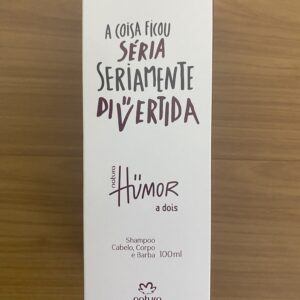 A COISA FICOU
SÉRIA
SERIAMENTE
DIVERTIDA
natura
HÜMOR
a dois
Shampoo
Cabelo, Corpo
e Barba 100ml
natura